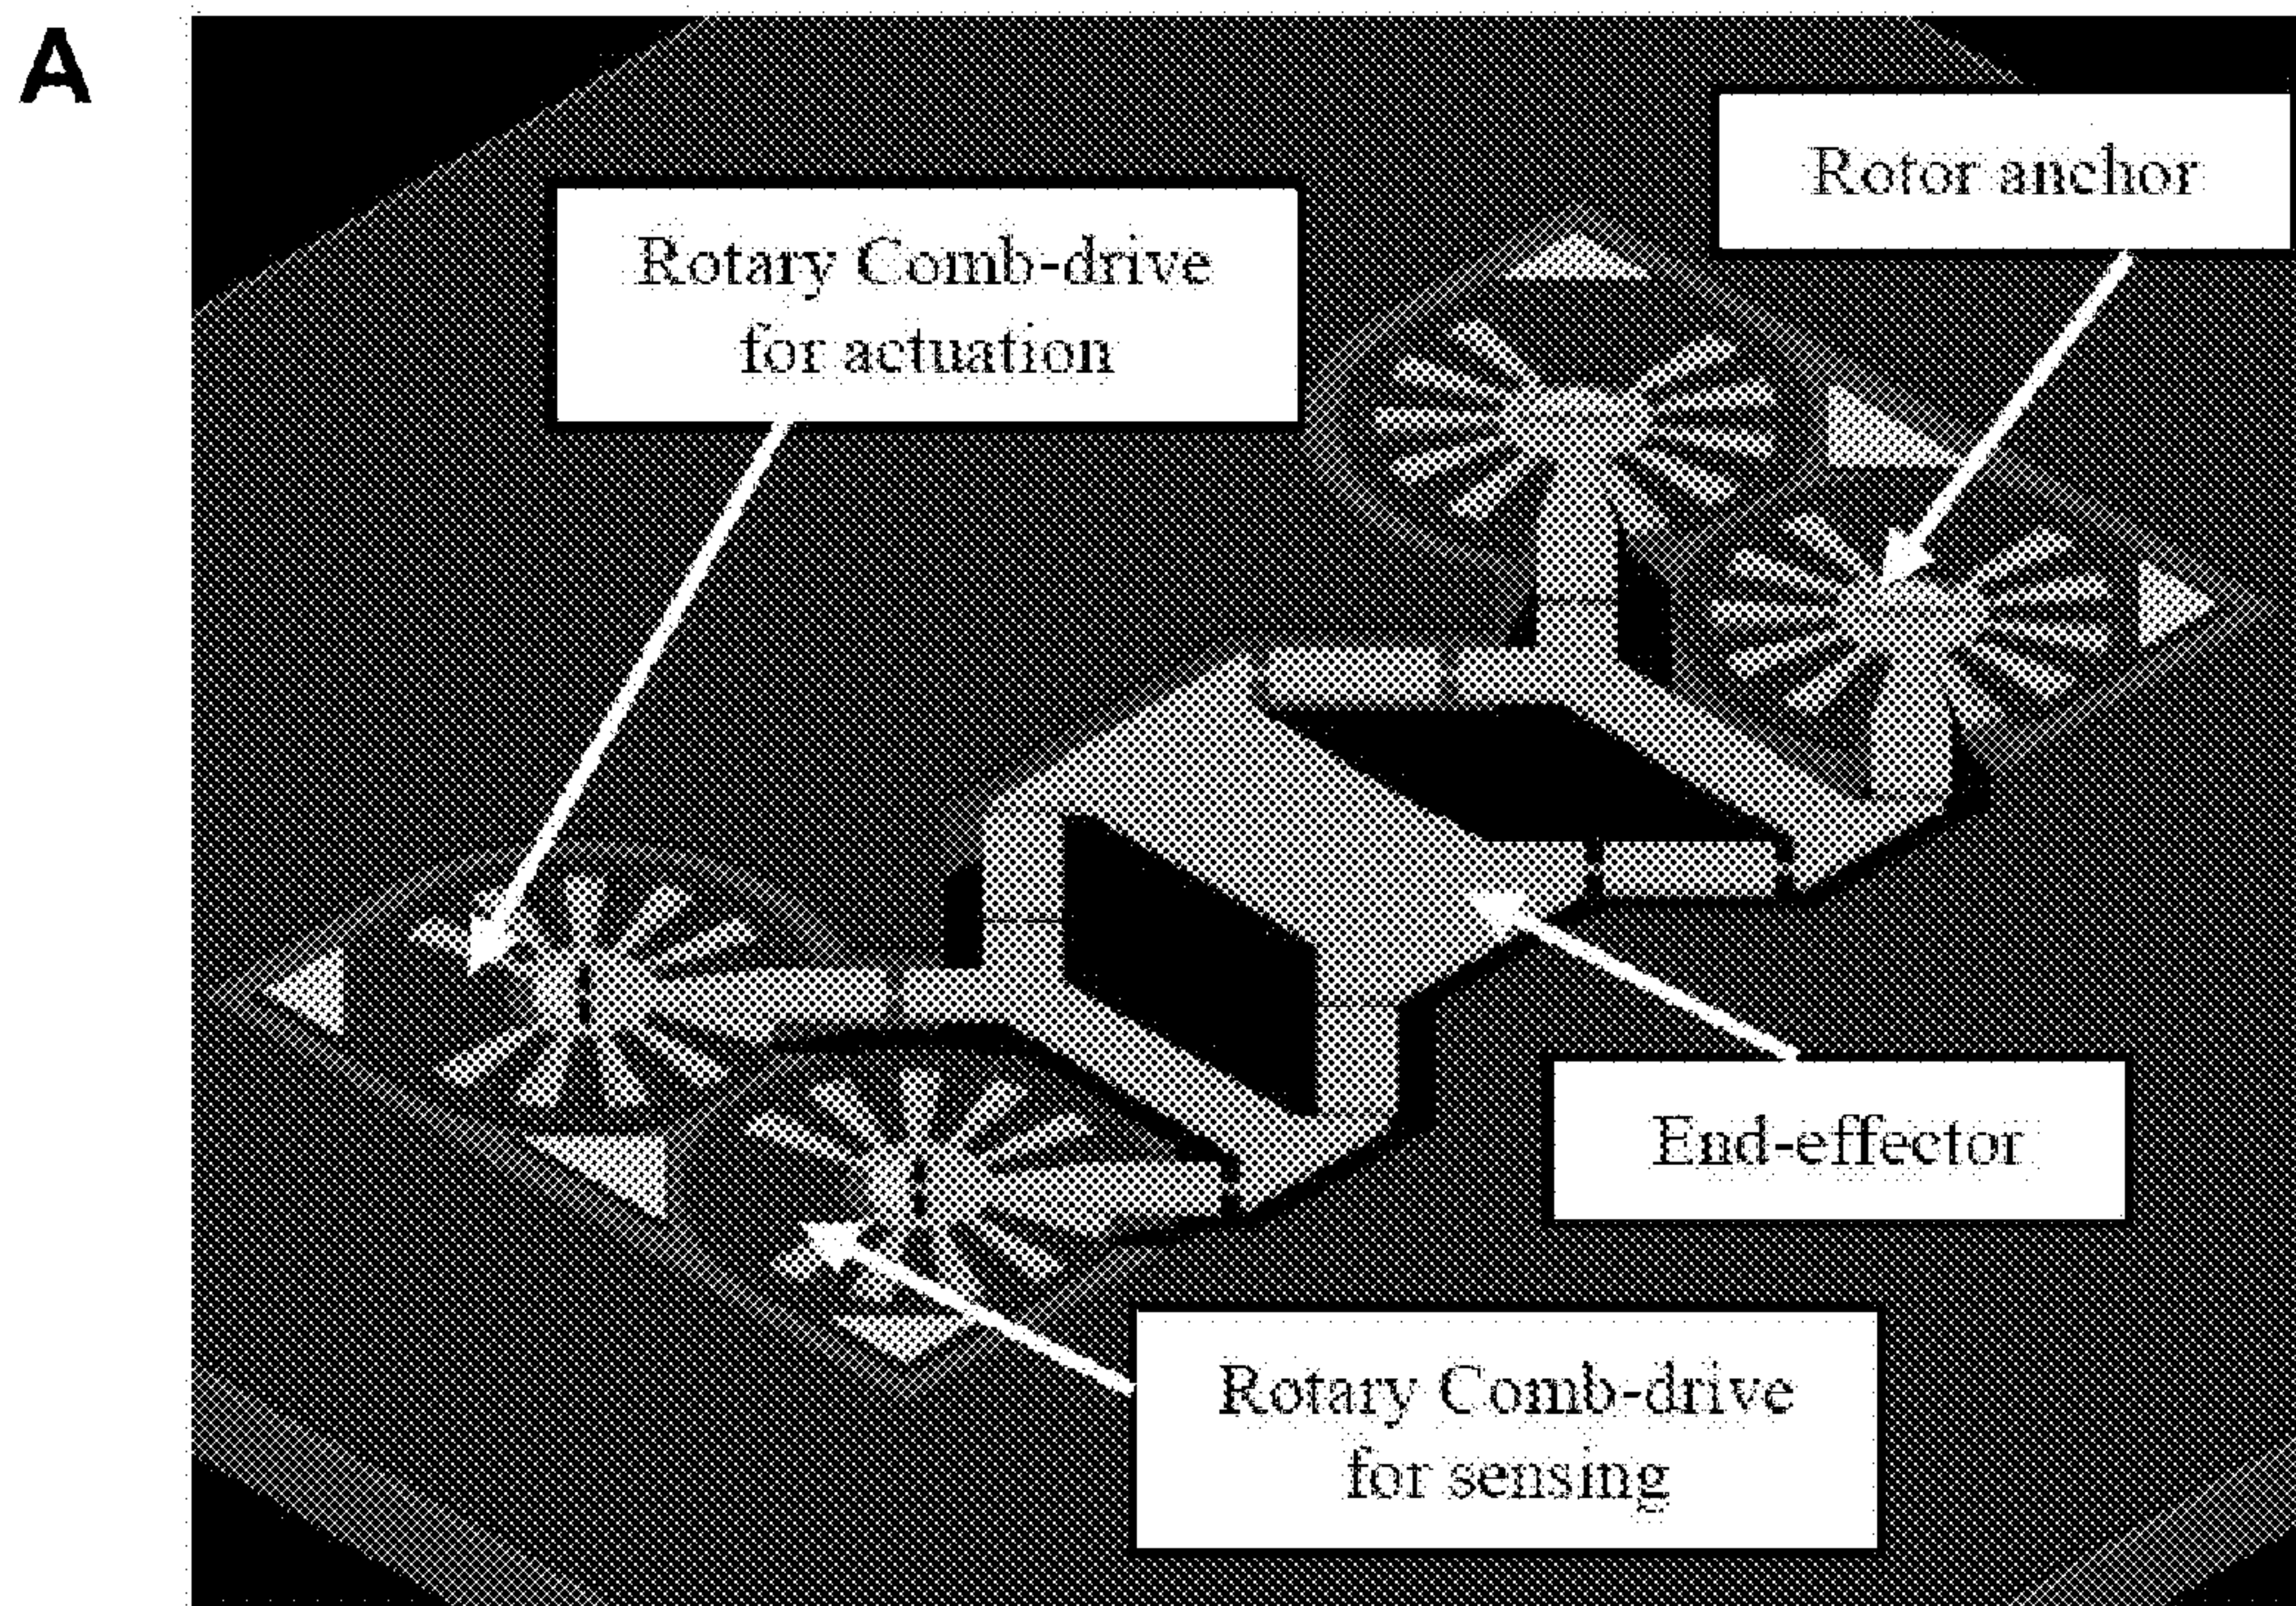 A
Rotor anchor
Rotary Comb-drive
for actuation
End-effector
Rotary Comb-drive
for sensing